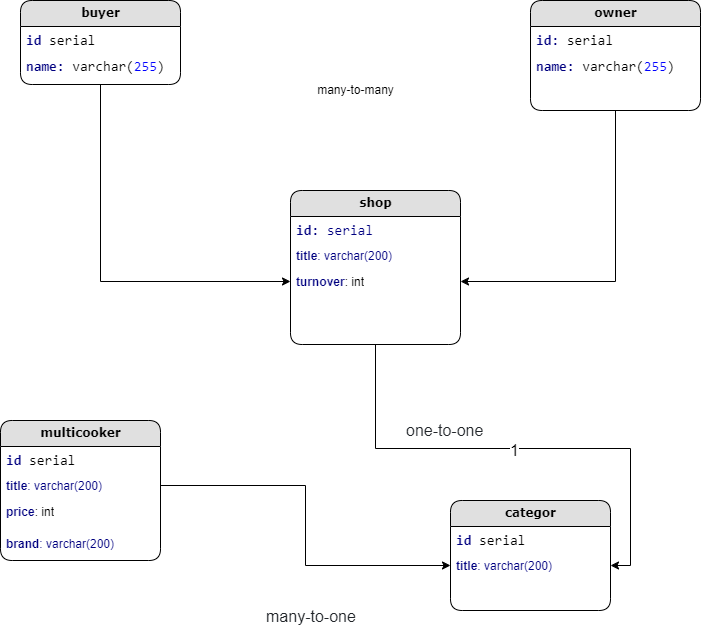 buyer
id serial
name: varchar(255)
owner
id: serial
name: varchar(255)
many-to-many
shop
id: serial
title: varchar(200)
turnover: int
multicooker
id serial
title: varchar(200)
price: int
brand: varchar(200)
one-to-one
1
categor
id serial
title: varchar(200)
many-to-one